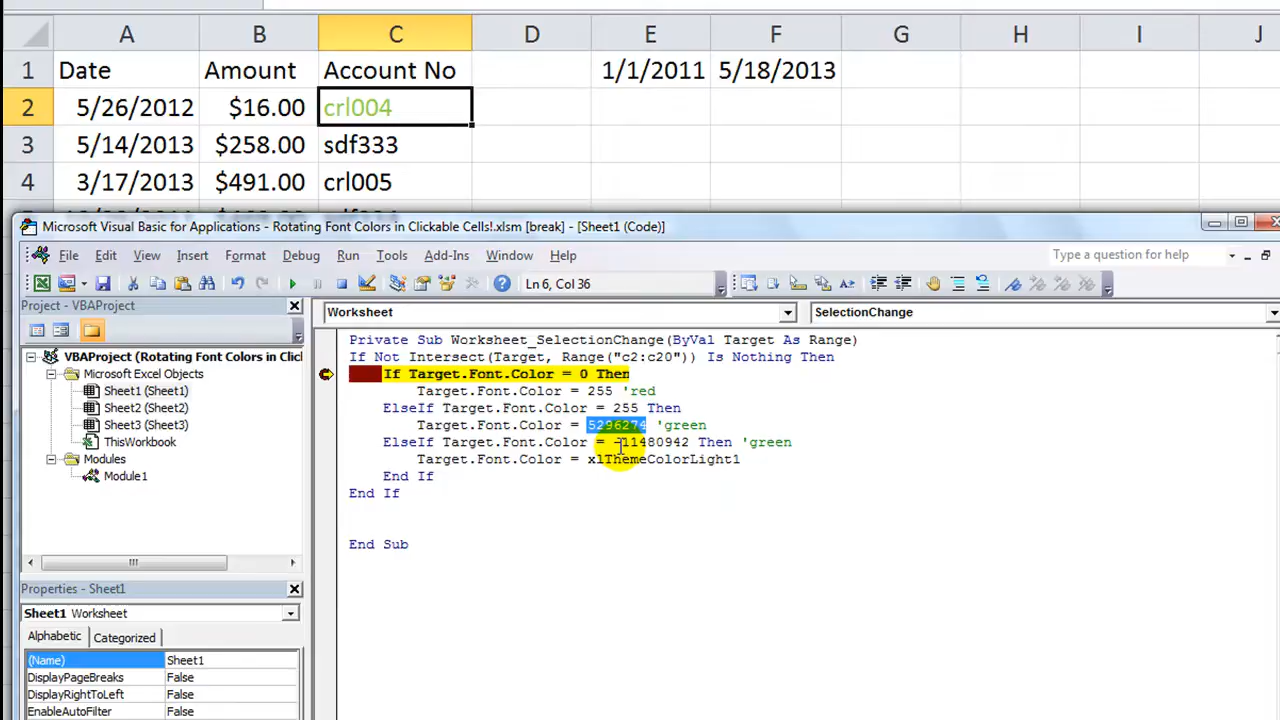 A B C D E F G H I J
1 Date Amount Account No 1/1/2011 5/18/2013
2 5/26/2012 $16.00 crl004
3 5/14/2013 $258.00 sdf333
4 3/17/2013 $491.00 crl005
Microsoft Visual Basic for Applications - Rotating Font Colors in Clickable Cells!.xlsm [break] - [Sheet1 (Code)]
File Edit View Insert Format Debug Run Tools Add-Ins Window Help Type a question for help
Ln 6, Col 36
Project - VBAProject
Worksheet SelectionChange
VBAProject (Rotating Font Colors in Clicl
Microsoft Excel Objects
Sheet1 (Sheet1)
Sheet2 (Sheet2)
Sheet3 (Sheet3)
ThisWorkbook
Modules
Module1
Private Sub Worksheet_SelectionChange(ByVal Target As Range)
If Not Intersect(Target, Range("c2:c20")) Is Nothing Then
If Target.Font.Color = 0 Then
Target.Font.Color = 255 'red
ElseIf Target.Font.Color = 255 Then
Target.Font.Color = 5296274 'green
ElseIf Target.Font.Color = -11480942 Then 'green
Target.Font.Color = xlThemeColorLight1
End If
End If
End Sub
Properties - Sheet1
Sheet1 Worksheet
Alphabetic Categorized
(Name) Sheet1
DisplayPageBreaks False
DisplayRightToLeft False
EnableAutoFilter False